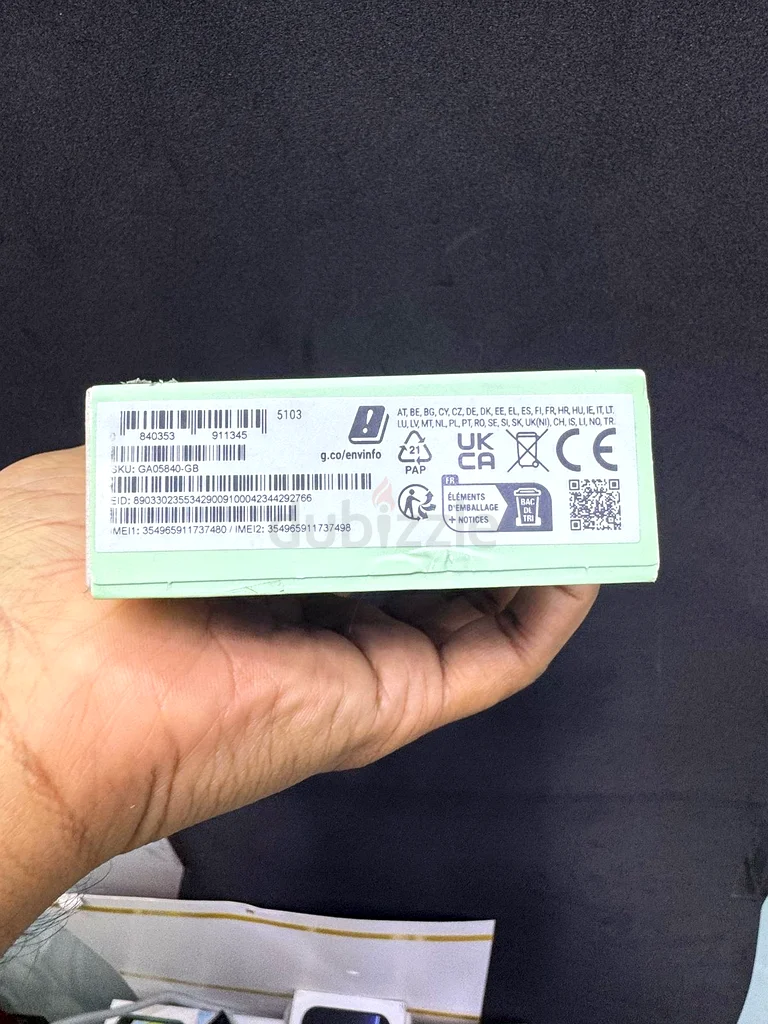 5103
840353 911345
SKU: GA05840-GB
EID: 89033023553429009100042344292766
IMEI1: 354965911737480 / IMEI2: 354965911737498
g.co/envinfo
AT, BE, BG, CY, CZ, DE, DK, EE, EL, ES, FI, FR, HR, HU, IE, IT, LT,
LU, LV, MT, NL, PL, PT, RO, SE, SI, SK, UK(NI), CH, IS, LI, NO, TR.
21
PAP
UK
CA
CE
FR
ÉLÉMENTS
D'EMBALLAGE
+ NOTICES
BAC
DE
TRI
dubizzle